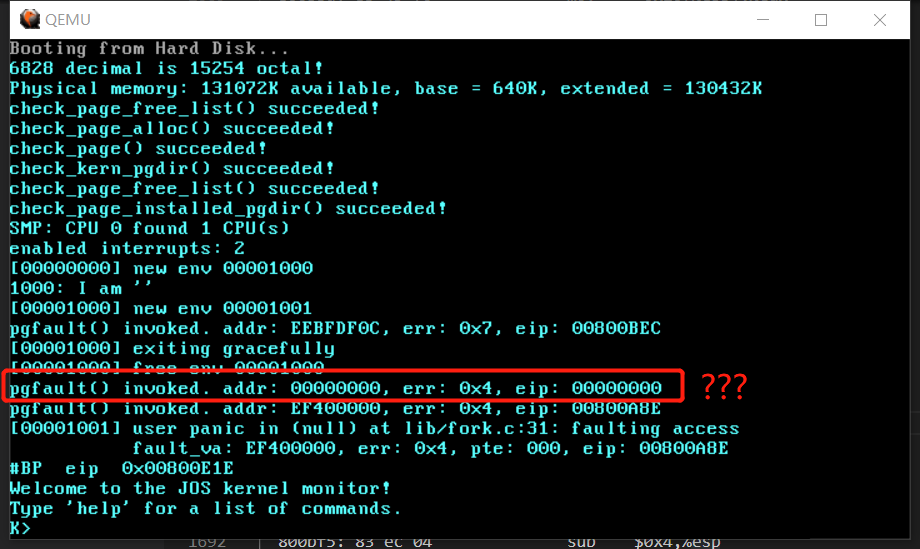 QEMU
Booting from Hard Disk...
6828 decimal is 15254 octal!
Physical memory: 131072K available, base = 640K, extended = 130432K
check_page_free_list() succeeded!
check_page_alloc() succeeded!
check_page() succeeded!
check_kern_pgdir() succeeded!
check_page_free_list() succeeded!
check_page_installed_pgdir() succeeded!
SMP: CPU 0 found 1 CPU(s)
enabled interrupts: 2
[00000000] new env 00001000
1000: I am ''
[00001000] new env 00001001
pgfault() invoked. addr: EEBFDF0C, err: 0x7, eip: 00800BEC
[00001000] exiting gracefully
[00001000] free env 00001000
pgfault() invoked. addr: 00000000, err: 0x4, eip: 00000000 ???
pgfault() invoked. addr: EF400000, err: 0x4, eip: 00800A8E
[00001001] user panic in (null) at lib/fork.c:31: faulting access
fault_va: EF400000, err: 0x4, pte: 000, eip: 00800A8E
#BP eip 0x00800E1E
Welcome to the JOS kernel monitor!
Type 'help' for a list of commands.
K>
1692 800bf5: 83 ec 04 sub $0x4,%esp